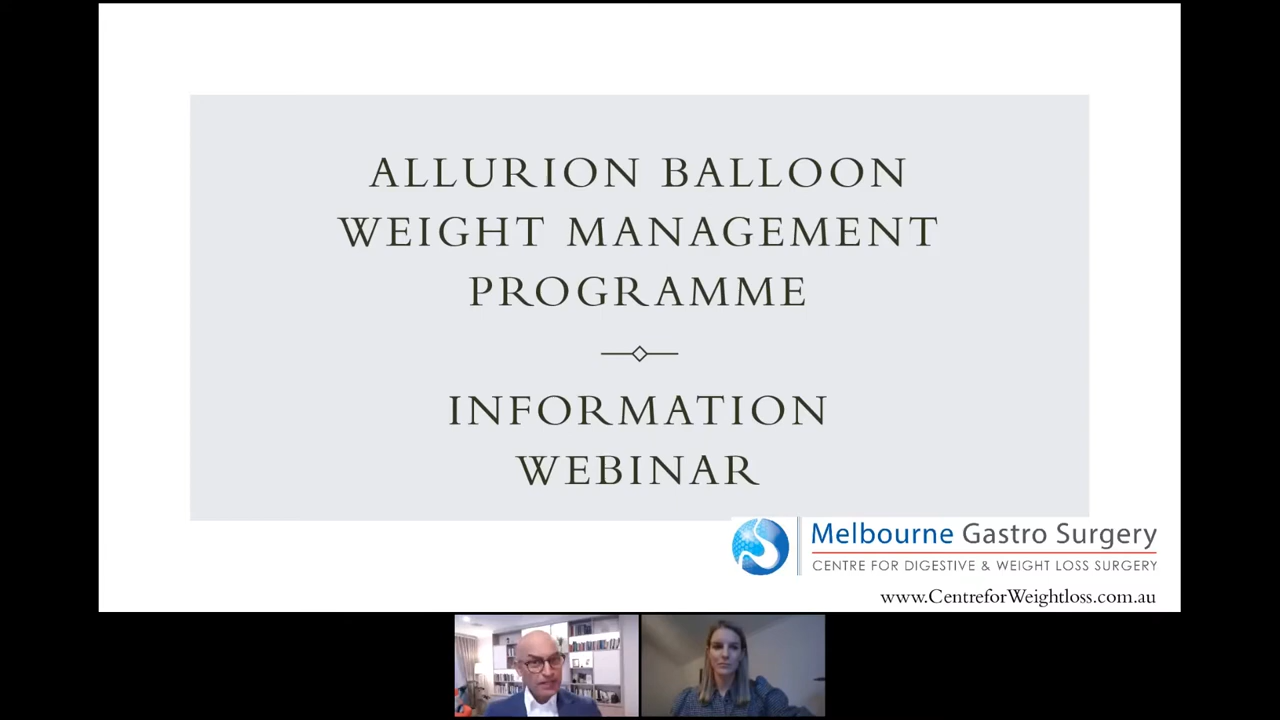 ALLURION BALLOON
WEIGHT MANAGEMENT
PROGRAMME
INFORMATION
WEBINAR
Melbourne Gastro Surgery
CENTRE FOR DIGESTIVE & WEIGHT LOSS SURGERY
www.CentreforWeightloss.com.au